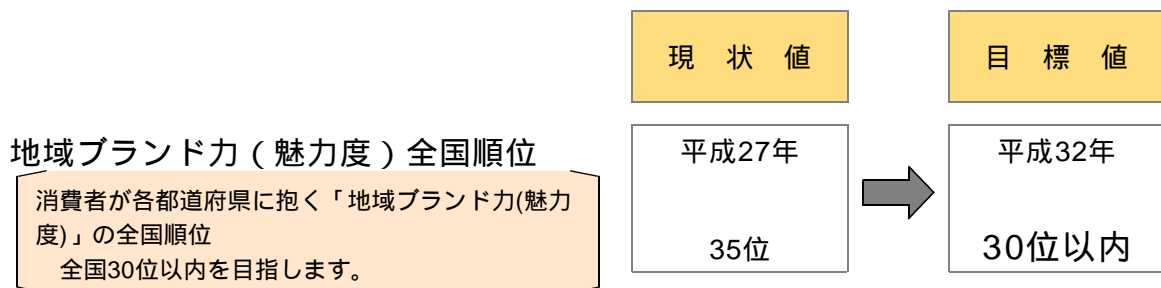 現状値
目標値
地域ブランド力(魅力度)全国順位
消費者が各都道府県に抱く「地域ブランド力(魅力
度)」の全国順位
全国30位以内を目指します。
平成27年
35位
平成32年
30位以内